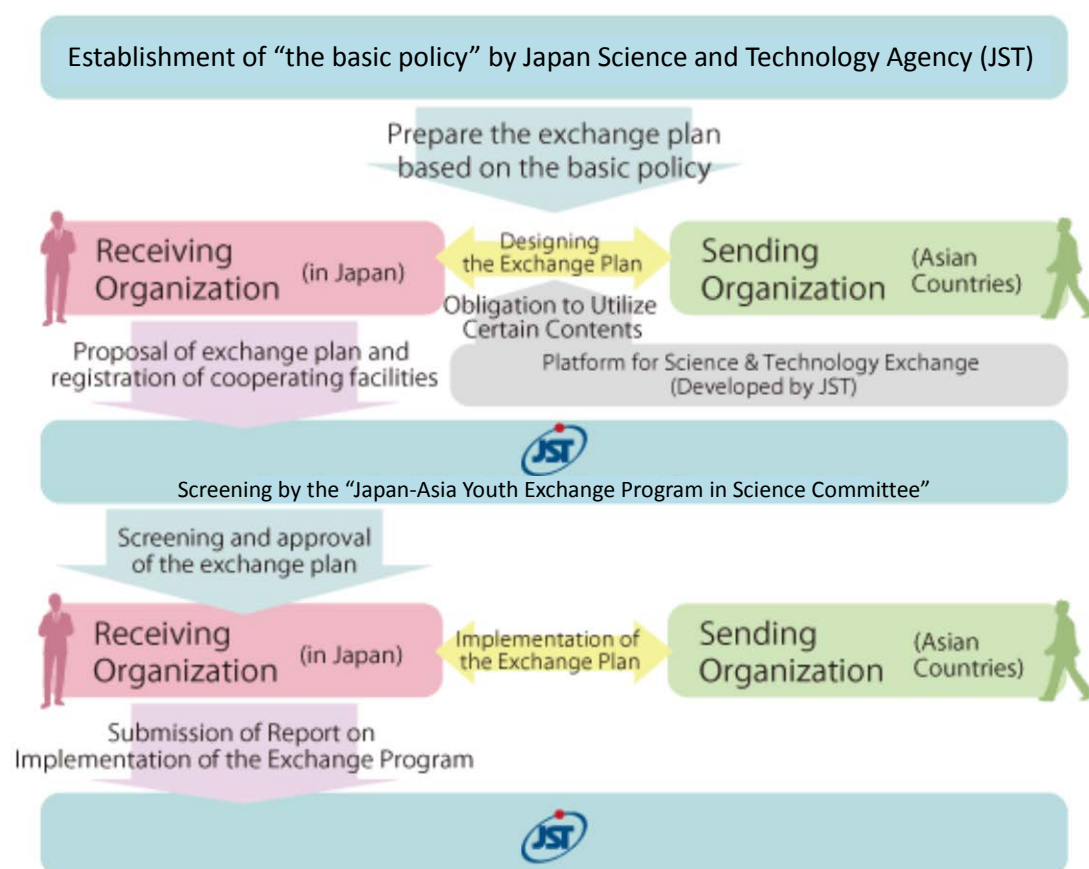 Establishment of “the basic policy” by Japan Science and Technology Agency (JST)
Prepare the exchange plan
based on the basic policy
Receiving
Organization (in Japan)
Designing
the Exchange Plan
Sending
Organization
(Asian
Countries)
Obligation to Utilize
Certain Contents
Proposal of exchange plan and
registration of cooperating facilities
Platform for Science & Technology Exchange
(Developed by JST)
JST
Screening by the “Japan-Asia Youth Exchange Program in Science Committee”
Screening and approval
of the exchange plan
Receiving
Organization (in Japan)
Implementation of
the Exchange Plan
Sending
Organization
(Asian
Countries)
Submission of Report on
Implementation of the Exchange Program
JST